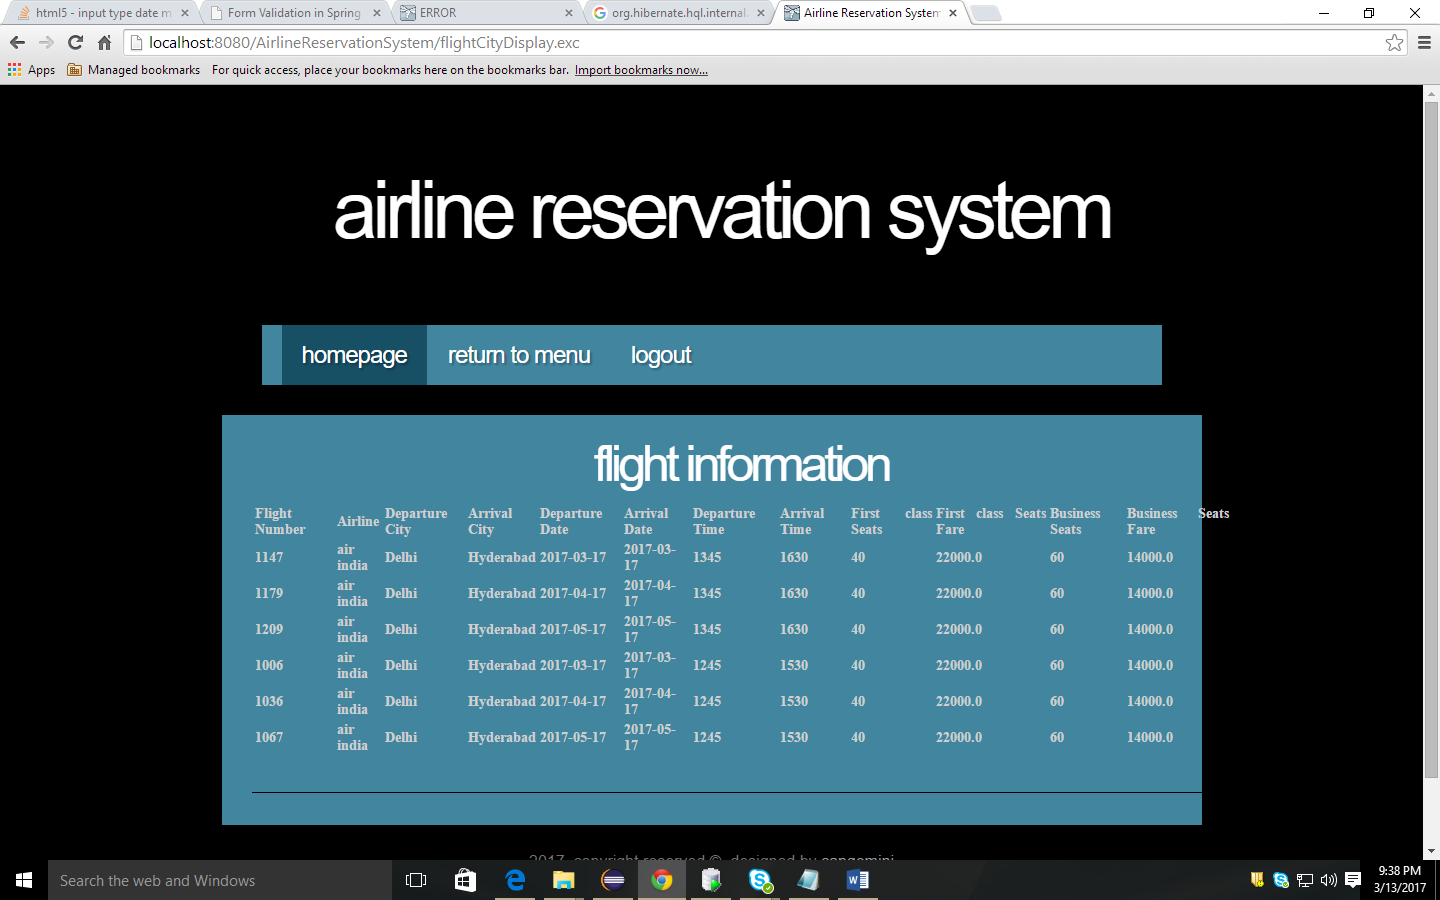 html5 - input type date m
Form Validation in Spring
ERROR
org.hibernate.hql.internal.
Airline Reservation System
localhost:8080/AirlineReservationSystem/flightCityDisplay.exc
Apps Managed bookmarks For quick access, place your bookmarks here on the bookmarks bar. Import bookmarks now...
airline reservation system
homepage return to menu logout
flight information
Flight Number Airline Departure City Arrival City Departure Date Arrival Date Departure Time Arrival Time First class Seats First class Seats Fare Business Seats Business Seats Fare
1147 air india Delhi Hyderabad 2017-03-17 2017-03-17 1345 1630 40 22000.0 60 14000.0
1179 air india Delhi Hyderabad 2017-04-17 2017-04-17 1345 1630 40 22000.0 60 14000.0
1209 air india Delhi Hyderabad 2017-05-17 2017-05-17 1345 1630 40 22000.0 60 14000.0
1006 air india Delhi Hyderabad 2017-03-17 2017-03-17 1245 1530 40 22000.0 60 14000.0
1036 air india Delhi Hyderabad 2017-04-17 2017-04-17 1245 1530 40 22000.0 60 14000.0
1067 air india Delhi Hyderabad 2017-05-17 2017-05-17 1245 1530 40 22000.0 60 14000.0
2017. copyright reserved ©. designed by capgemini
Search the web and Windows
9:38 PM
3/13/2017